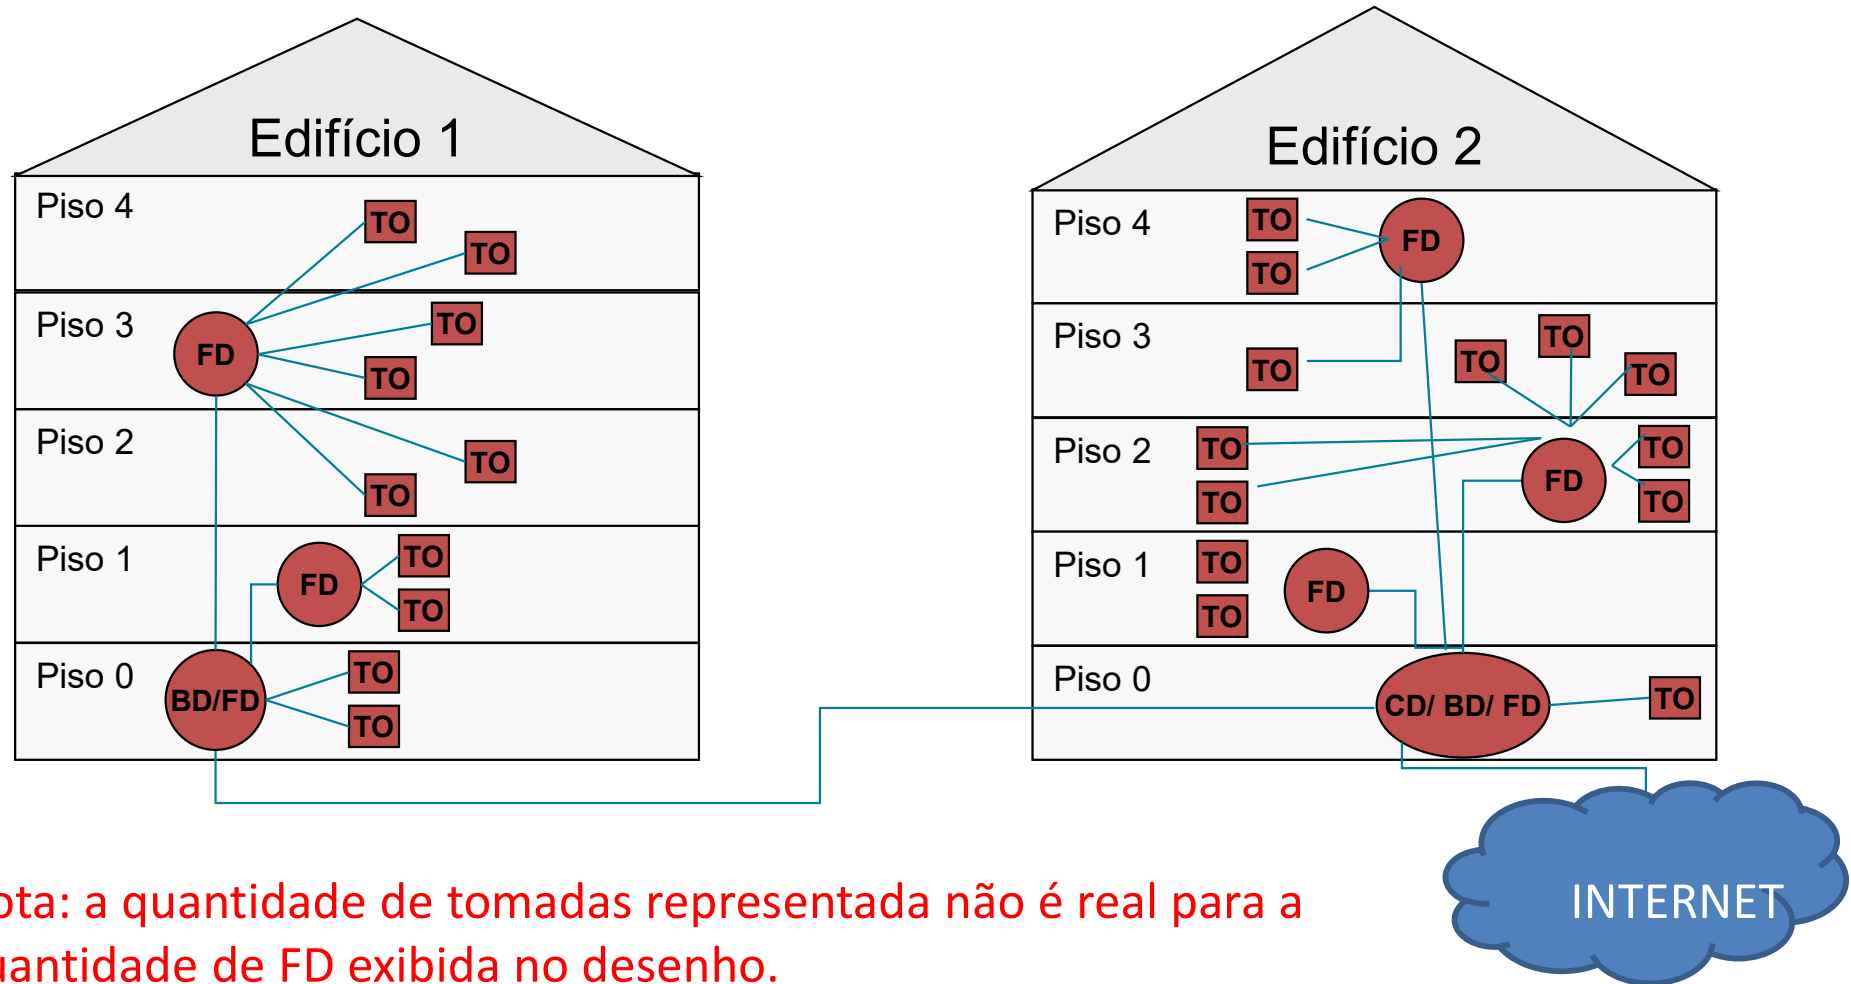 Edifício 1
Piso 4
TO
TO
Piso 3
FD
TO
TO
Piso 2
TO
TO
Piso 1
FD
TO
TO
Piso 0
BD/FD
TO
TO
Edifício 2
Piso 4
TO
TO
FD
Piso 3
TO
TO
TO
TO
Piso 2
TO
TO
FD
TO
TO
Piso 1
TO
TO
FD
Piso 0
CD/ BD/ FD
TO
INTERNET
ota: a quantidade de tomadas representada não é real para a
uantidade de FD exibida no desenho.